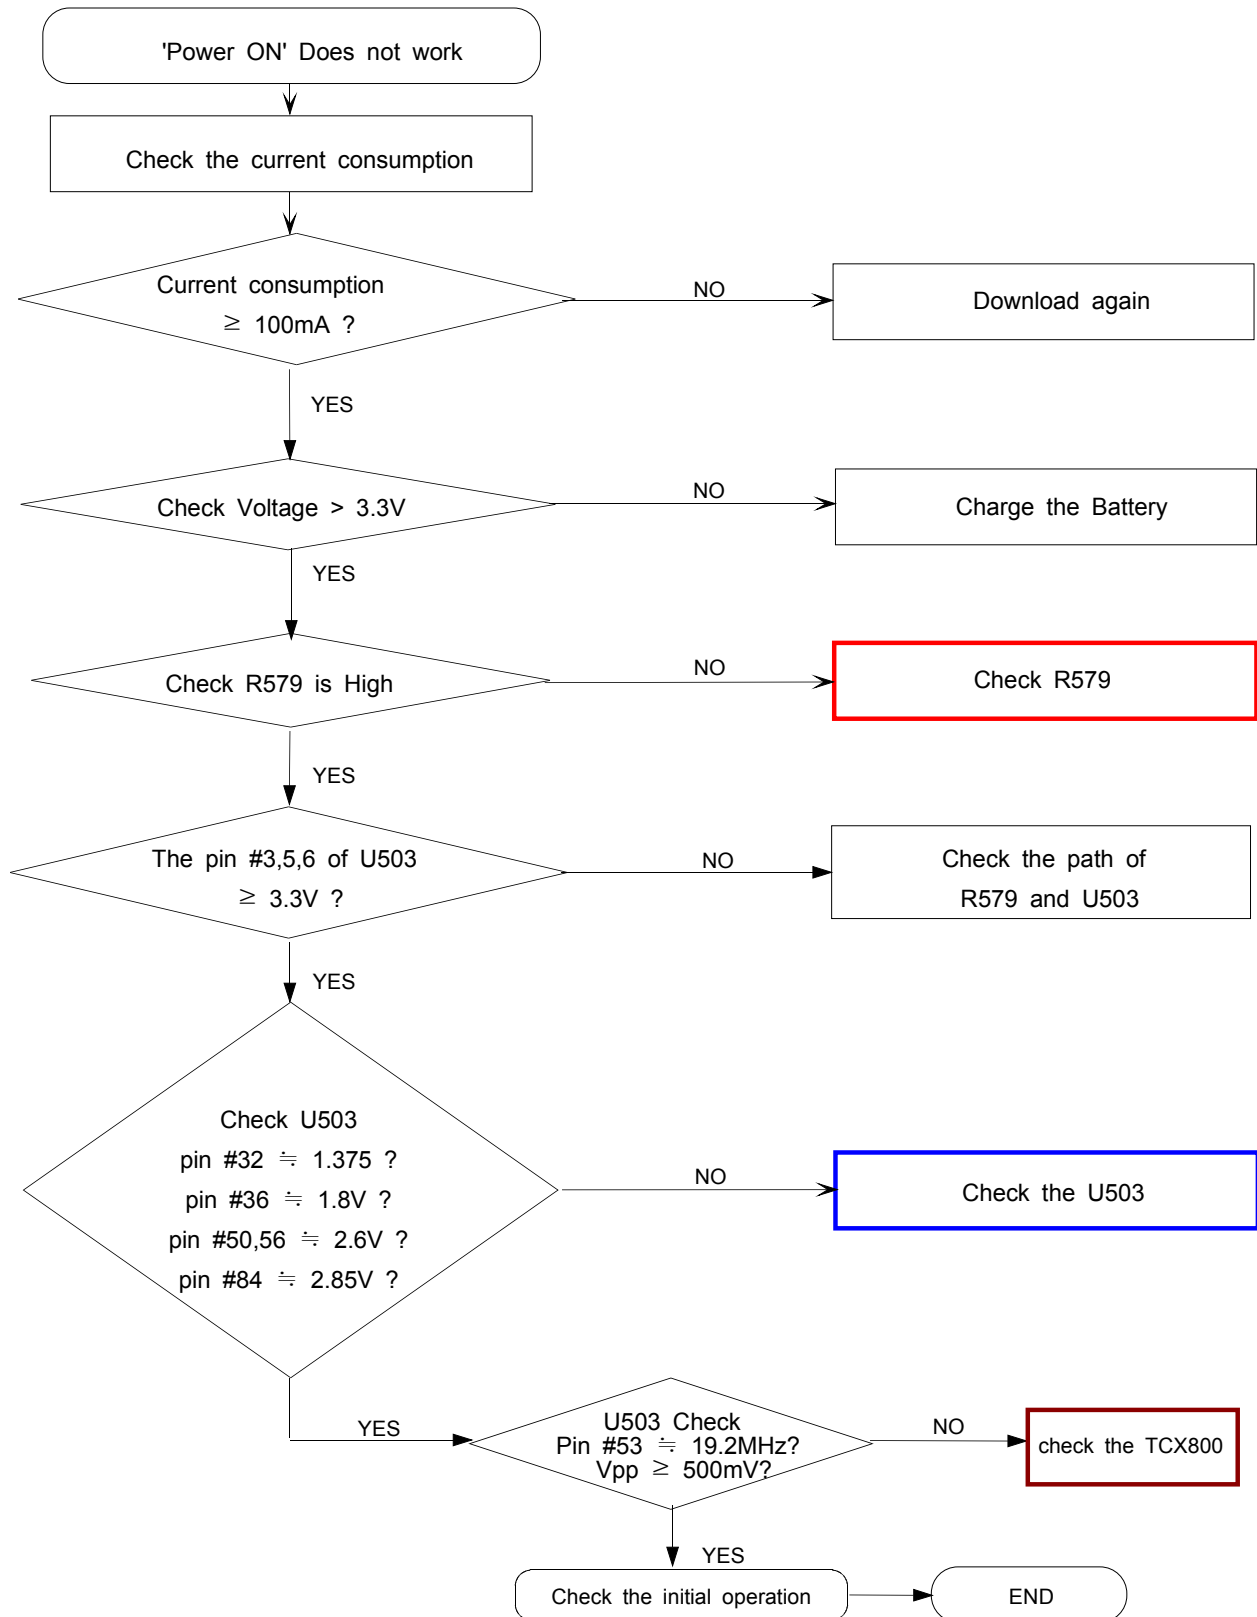 'Power ON' Does not work
Check the current consumption
Current consumption
≥ 100mA ?
NO
Download again
YES
Check Voltage > 3.3V
NO
Charge the Battery
YES
Check R579 is High
NO
Check R579
YES
The pin #3,5,6 of U503
≥ 3.3V ?
NO
Check the path of
R579 and U503
YES
Check U503
pin #32 ≒ 1.375 ?
pin #36 ≒ 1.8V ?
pin #50,56 ≒ 2.6V ?
pin #84 ≒ 2.85V ?
NO
Check the U503
YES
U503 Check
Pin #53 ≒ 19.2MHz?
Vpp ≥ 500mV?
NO
check the TCX800
YES
Check the initial operation
END